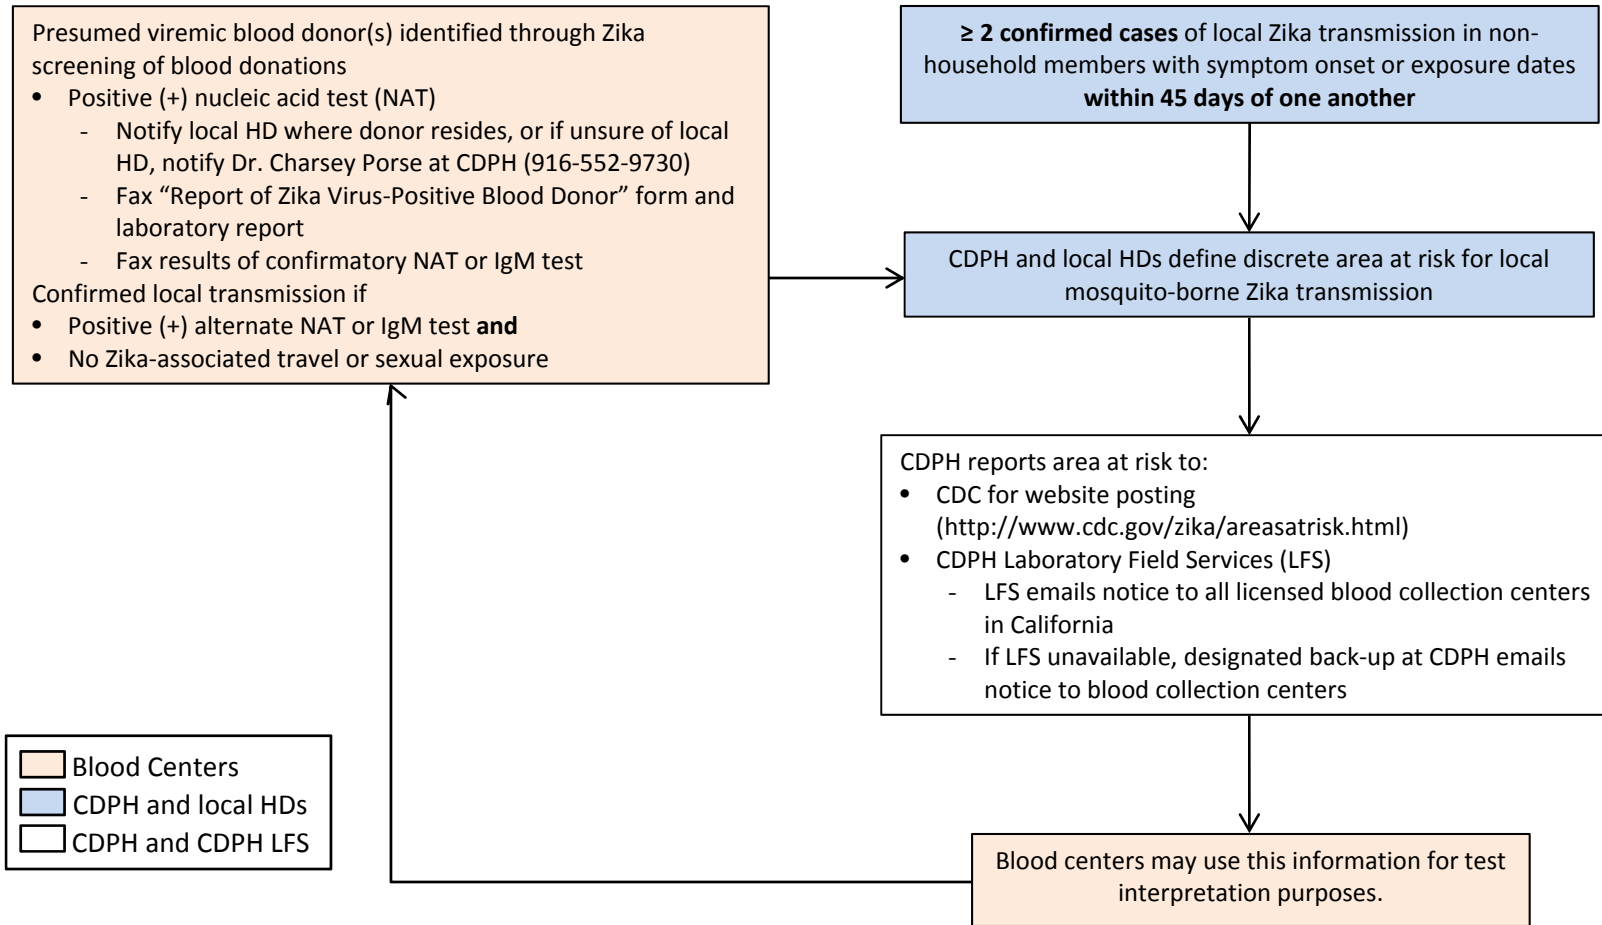 Presumed viremic blood donor(s) identified through Zika
screening of blood donations
• Positive (+) nucleic acid test (NAT)
- Notify local HD where donor resides, or if unsure of local
HD, notify Dr. Charsey Porse at CDPH (916-552-9730)
- Fax “Report of Zika Virus-Positive Blood Donor” form and
laboratory report
- Fax results of confirmatory NAT or IgM test
Confirmed local transmission if
• Positive (+) alternate NAT or IgM test and
• No Zika-associated travel or sexual exposure
≥ 2 confirmed cases of local Zika transmission in non-
household members with symptom onset or exposure dates
within 45 days of one another
CDPH and local HDs define discrete area at risk for local
mosquito-borne Zika transmission
CDPH reports area at risk to:
• CDC for website posting
(http://www.cdc.gov/zika/areasatrisk.html)
• CDPH Laboratory Field Services (LFS)
- LFS emails notice to all licensed blood collection centers
in California
- If LFS unavailable, designated back-up at CDPH emails
notice to blood collection centers
Blood centers may use this information for test
interpretation purposes.
Blood Centers
CDPH and local HDs
CDPH and CDPH LFS